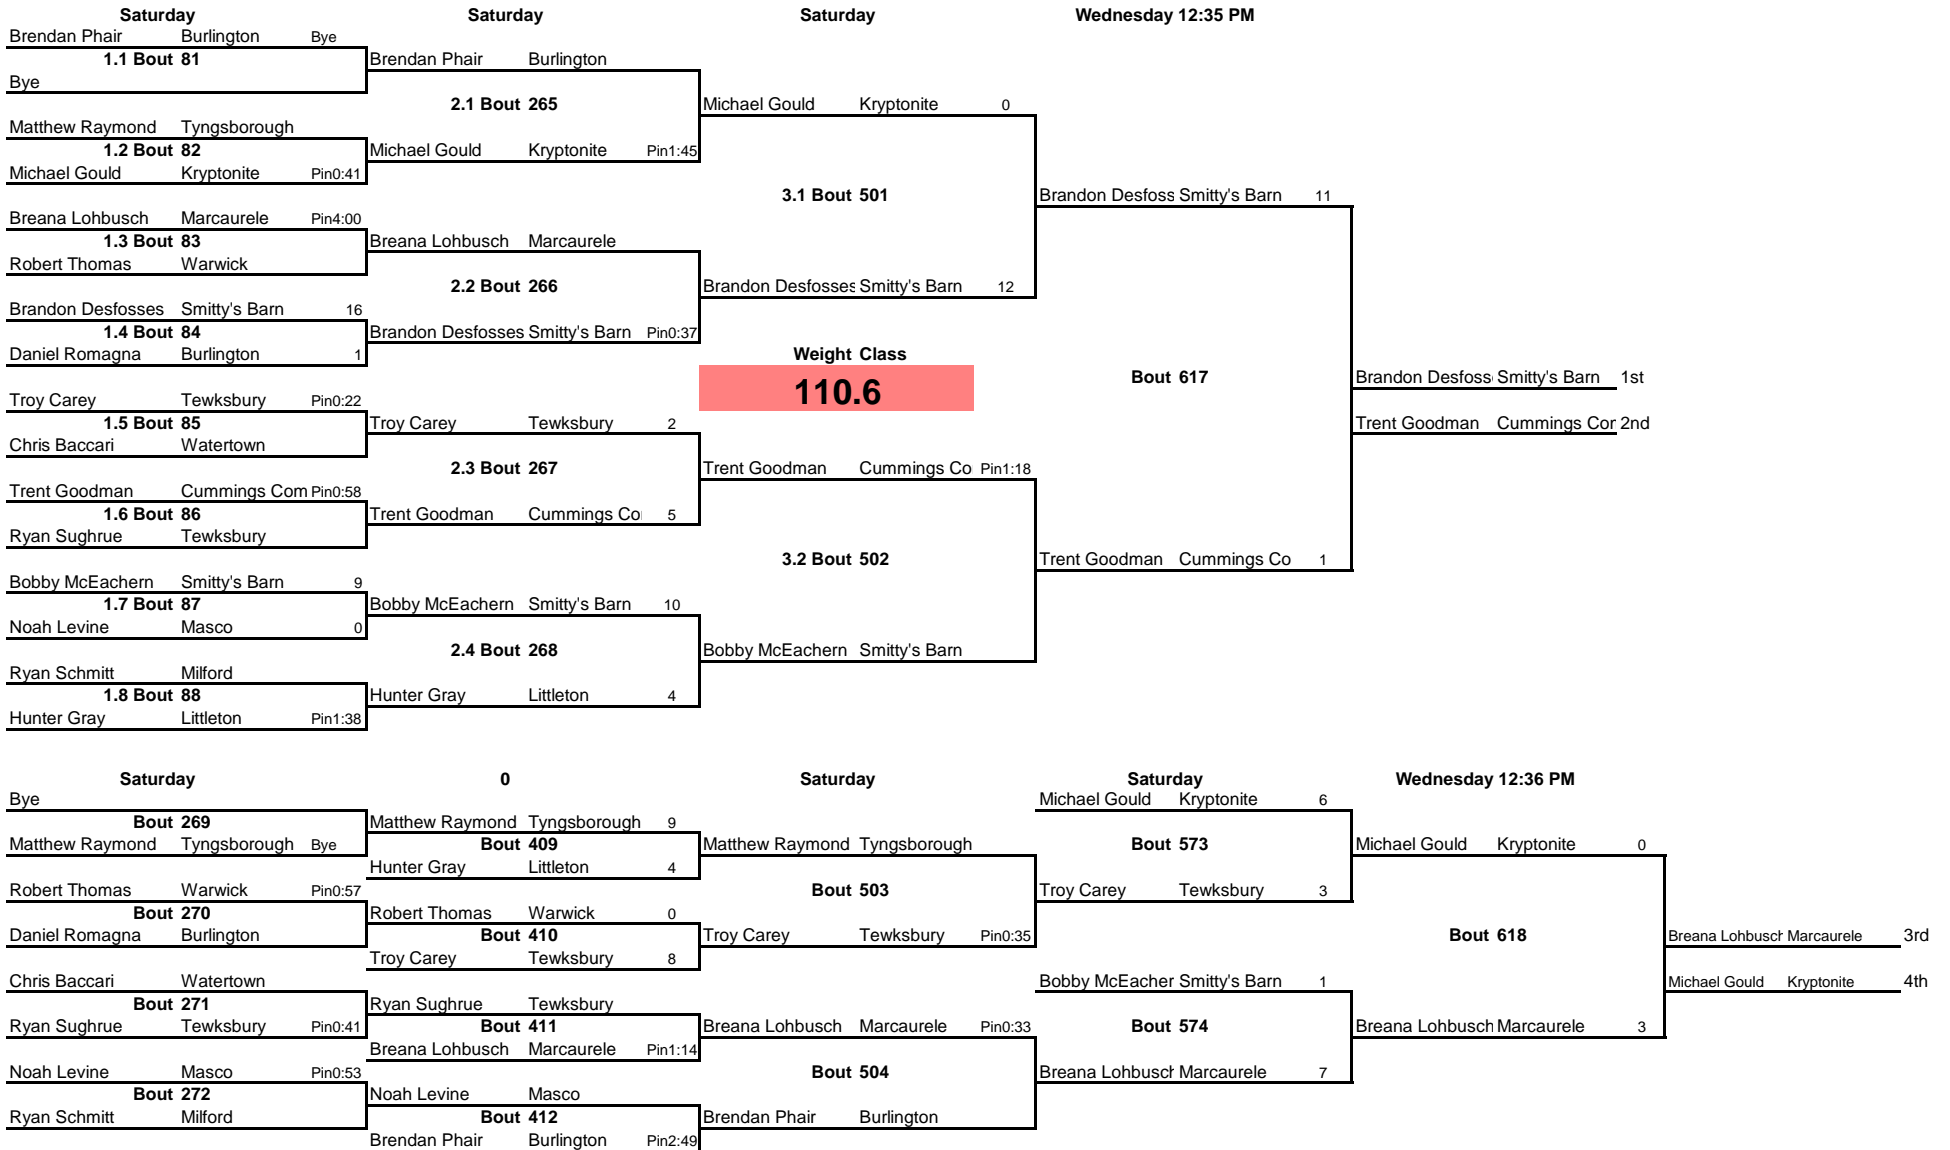 Saturday Saturday Saturday Wednesday 12:35 PM
Brendan Phair Burlington Bye
1.1 Bout 81 Brendan Phair Burlington
Bye
2.1 Bout 265 Michael Gould Kryptonite 0
Matthew Raymond Tyngsborough
1.2 Bout 82 Michael Gould Kryptonite Pin1:45
Michael Gould Kryptonite Pin0:41
3.1 Bout 501 Brandon Desfoss Smitty's Barn 11
Breana Lohbusch Marcaurele Pin4:00
1.3 Bout 83 Breana Lohbusch Marcaurele
Robert Thomas Warwick
2.2 Bout 266 Brandon Desfosses Smitty's Barn 12
Brandon Desfosses Smitty's Barn 16
1.4 Bout 84 Brandon Desfosses Smitty's Barn Pin0:37
Daniel Romagna Burlington 1 Weight Class
110.6 Bout 617 Brandon Desfoss Smitty's Barn 1st
Troy Carey Tewksbury Pin0:22
1.5 Bout 85 Troy Carey Tewksbury 2 Trent Goodman Cummings Cor 2nd
Chris Baccari Watertown
2.3 Bout 267 Trent Goodman Cummings Co Pin1:18
Trent Goodman Cummings Com Pin0:58
1.6 Bout 86 Trent Goodman Cummings Co 5
Ryan Sughrue Tewksbury
3.2 Bout 502 Trent Goodman Cummings Co 1
Bobby McEachern Smitty's Barn 9
1.7 Bout 87 Bobby McEachern Smitty's Barn 10
Noah Levine Masco 0
2.4 Bout 268 Bobby McEachern Smitty's Barn
Ryan Schmitt Milford
1.8 Bout 88 Hunter Gray Littleton 4
Hunter Gray Littleton Pin1:38
Saturday 0 Saturday Saturday Wednesday 12:36 PM
Bye Michael Gould Kryptonite 6
Bout 269 Matthew Raymond Tyngsborough 9
Matthew Raymond Tyngsborough Bye Bout 409 Matthew Raymond Tyngsborough Bout 573 Michael Gould Kryptonite 0
Hunter Gray Littleton 4
Robert Thomas Warwick Pin0:57 Bout 503 Troy Carey Tewksbury 3
Bout 270 Robert Thomas Warwick 0
Daniel Romagna Burlington Bout 410 Troy Carey Tewksbury Pin0:35 Bout 618 Breana Lohbusch Marcaurele 3rd
Troy Carey Tewksbury 8
Chris Baccari Watertown Bobby McEacher Smitty's Barn 1 Michael Gould Kryptonite 4th
Bout 271 Ryan Sughrue Tewksbury
Ryan Sughrue Tewksbury Pin0:41 Bout 411 Breana Lohbusch Marcaurele Pin0:33 Bout 574 Breana Lohbusch Marcaurele 3
Breana Lohbusch Marcaurele Pin1:14
Noah Levine Masco Pin0:53 Bout 504 Breana Lohbusch Marcaurele 7
Bout 272 Noah Levine Masco
Ryan Schmitt Milford Bout 412 Brendan Phair Burlington
Brendan Phair Burlington Pin2:49